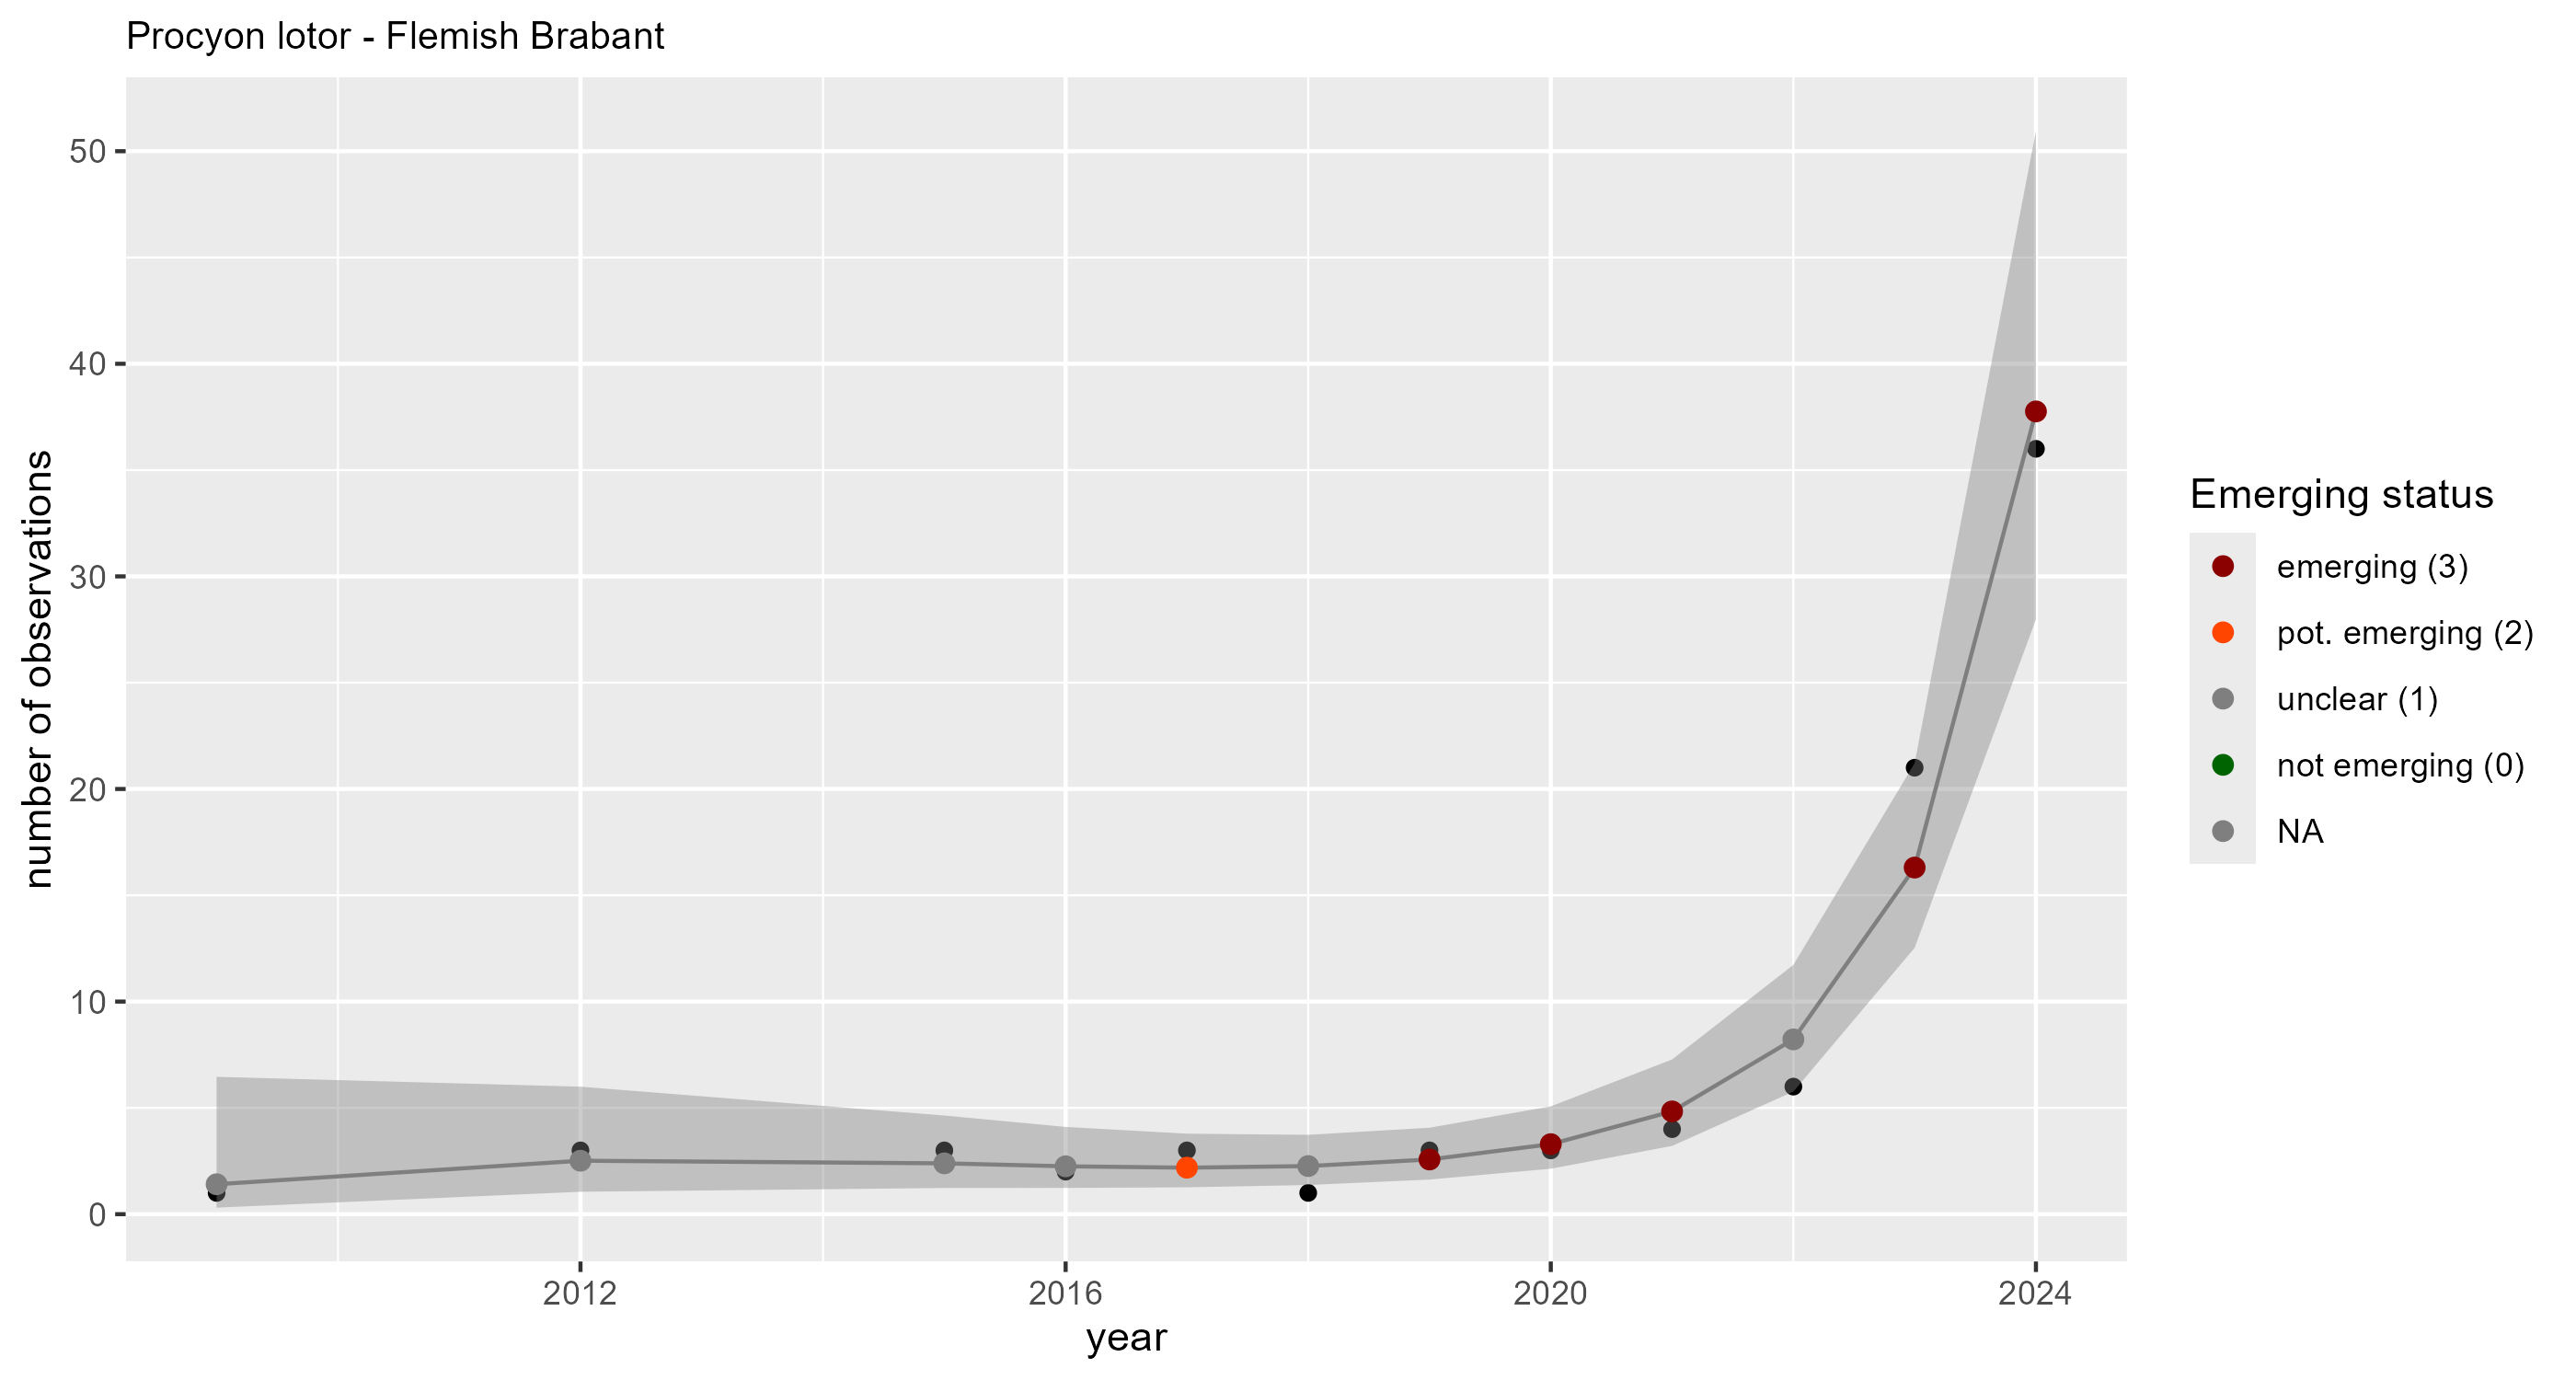 Procyon lotor - Flemish Brabant
number of observations
50
40
30
20
10
0
2012
2016
2020
2024
year
Emerging status
emerging (3)
pot. emerging (2)
unclear (1)
not emerging (0)
NA